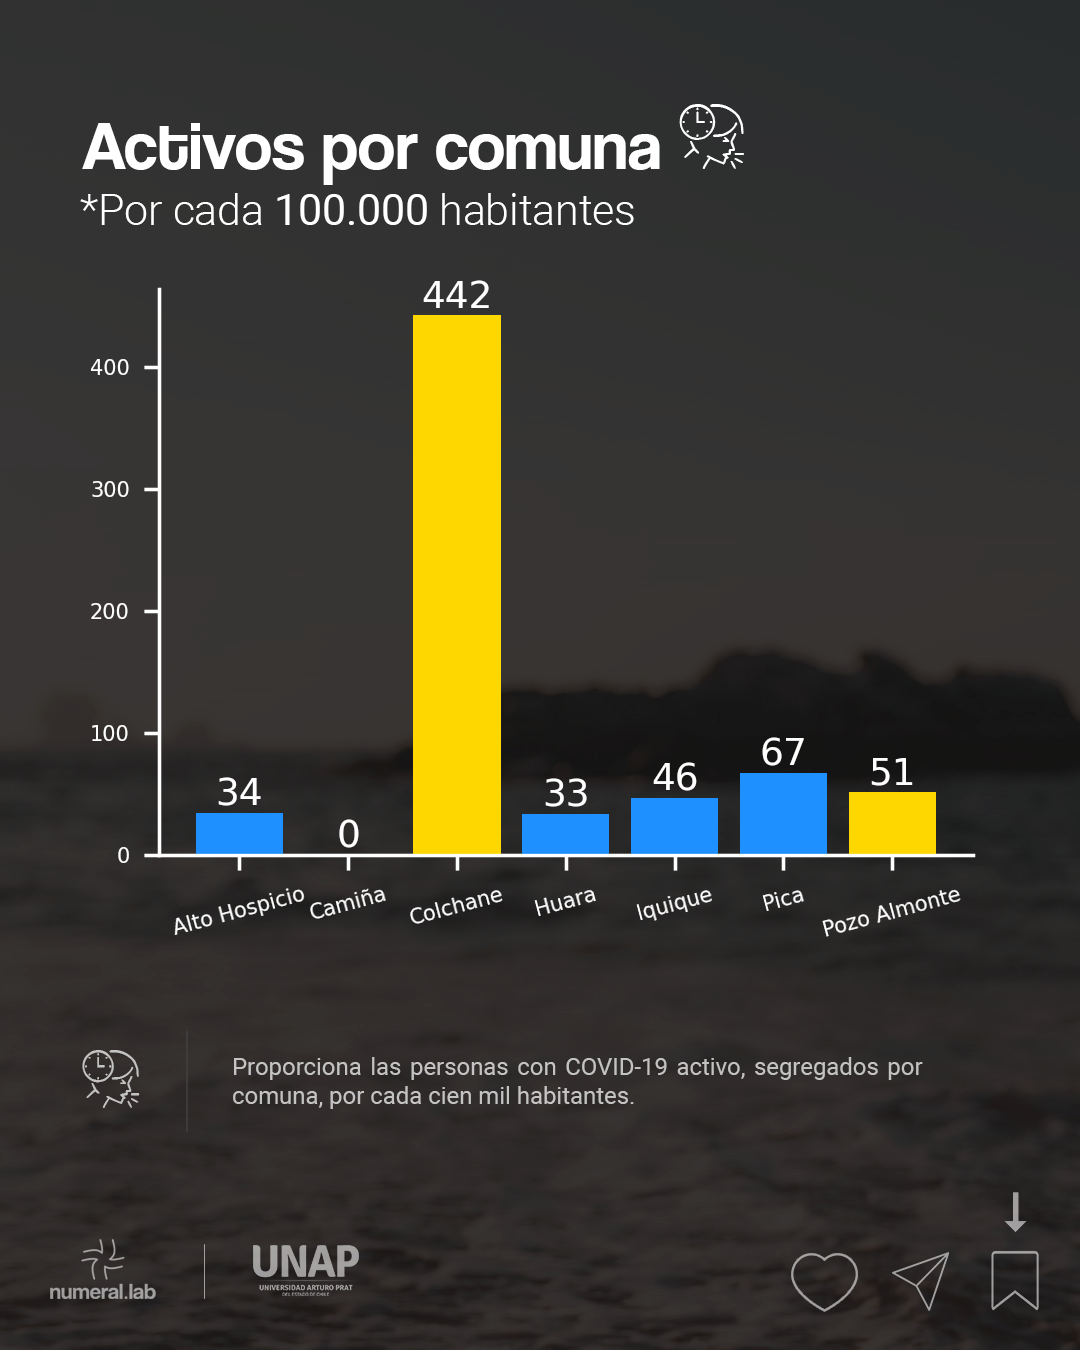 Activos por comuna
*Por cada 100.000 habitantes
442
400
300
200
100
0
34
0
33
46
67
51
Alto Hospicio
Camiña
Colchane
Huara
Iquique
Pica
Pozo Almonte
Proporciona las personas con COVID-19 activo, segregados por
comuna, por cada cien mil habitantes.
numeral.lab
UNAP
UNIVERSIDAD ARTURO PRAT
DEL ESTADO DE CHILE